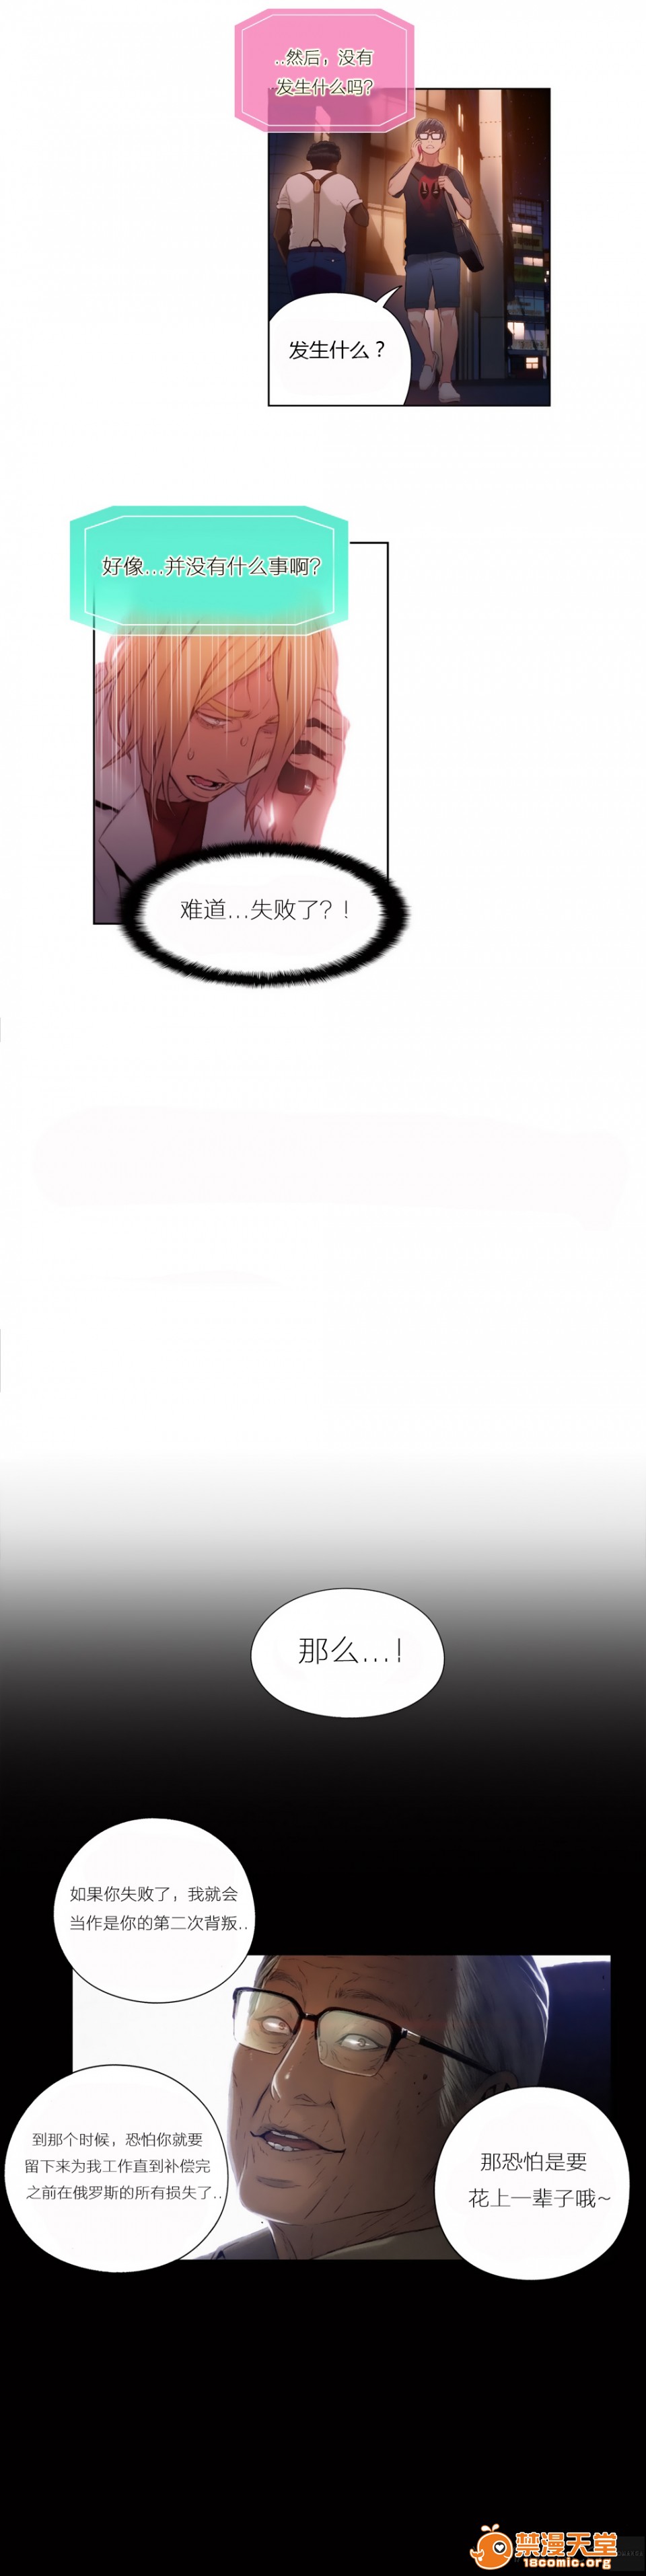 ..然后，没有
发生什么吗?
发生什么？
好像...并没有什么事啊?
难道...失败了?！
那么...！
如果你失败了，我就会
当作是你的第二次背叛..
到那个时候，恐怕你就要
留下来为我工作直到补偿完
之前在俄罗斯的所有损失了..
那恐怕是要
花上一辈子哦~
禁漫天堂
18comic.org